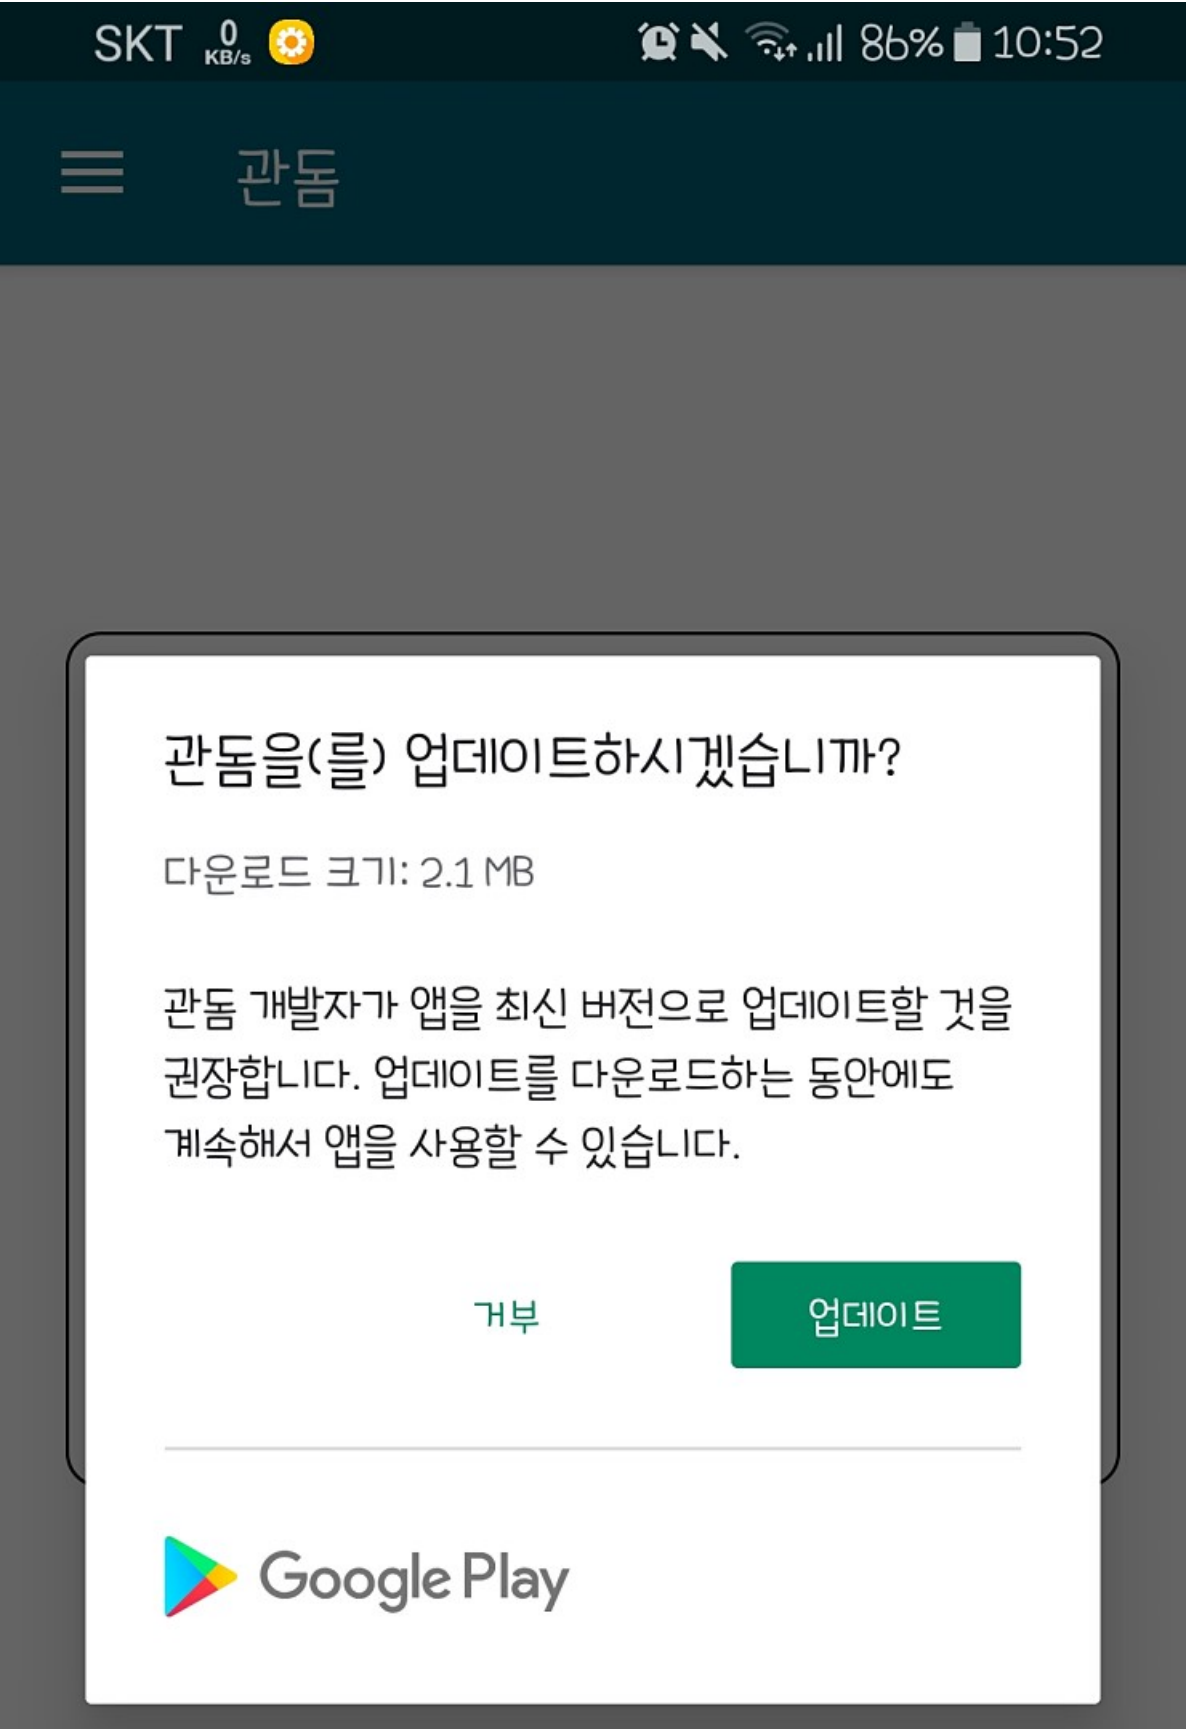 SKT 0 KB/s 86% 10:52
관돔
관돔을(를) 업데이트하시겠습니까?
다운로드 크기: 2.1 MB
관돔 개발자가 앱을 최신 버전으로 업데이트할 것을
권장합니다. 업데이트를 다운로드하는 동안에도
계속해서 앱을 사용할 수 있습니다.
거부 업데이트
Google Play